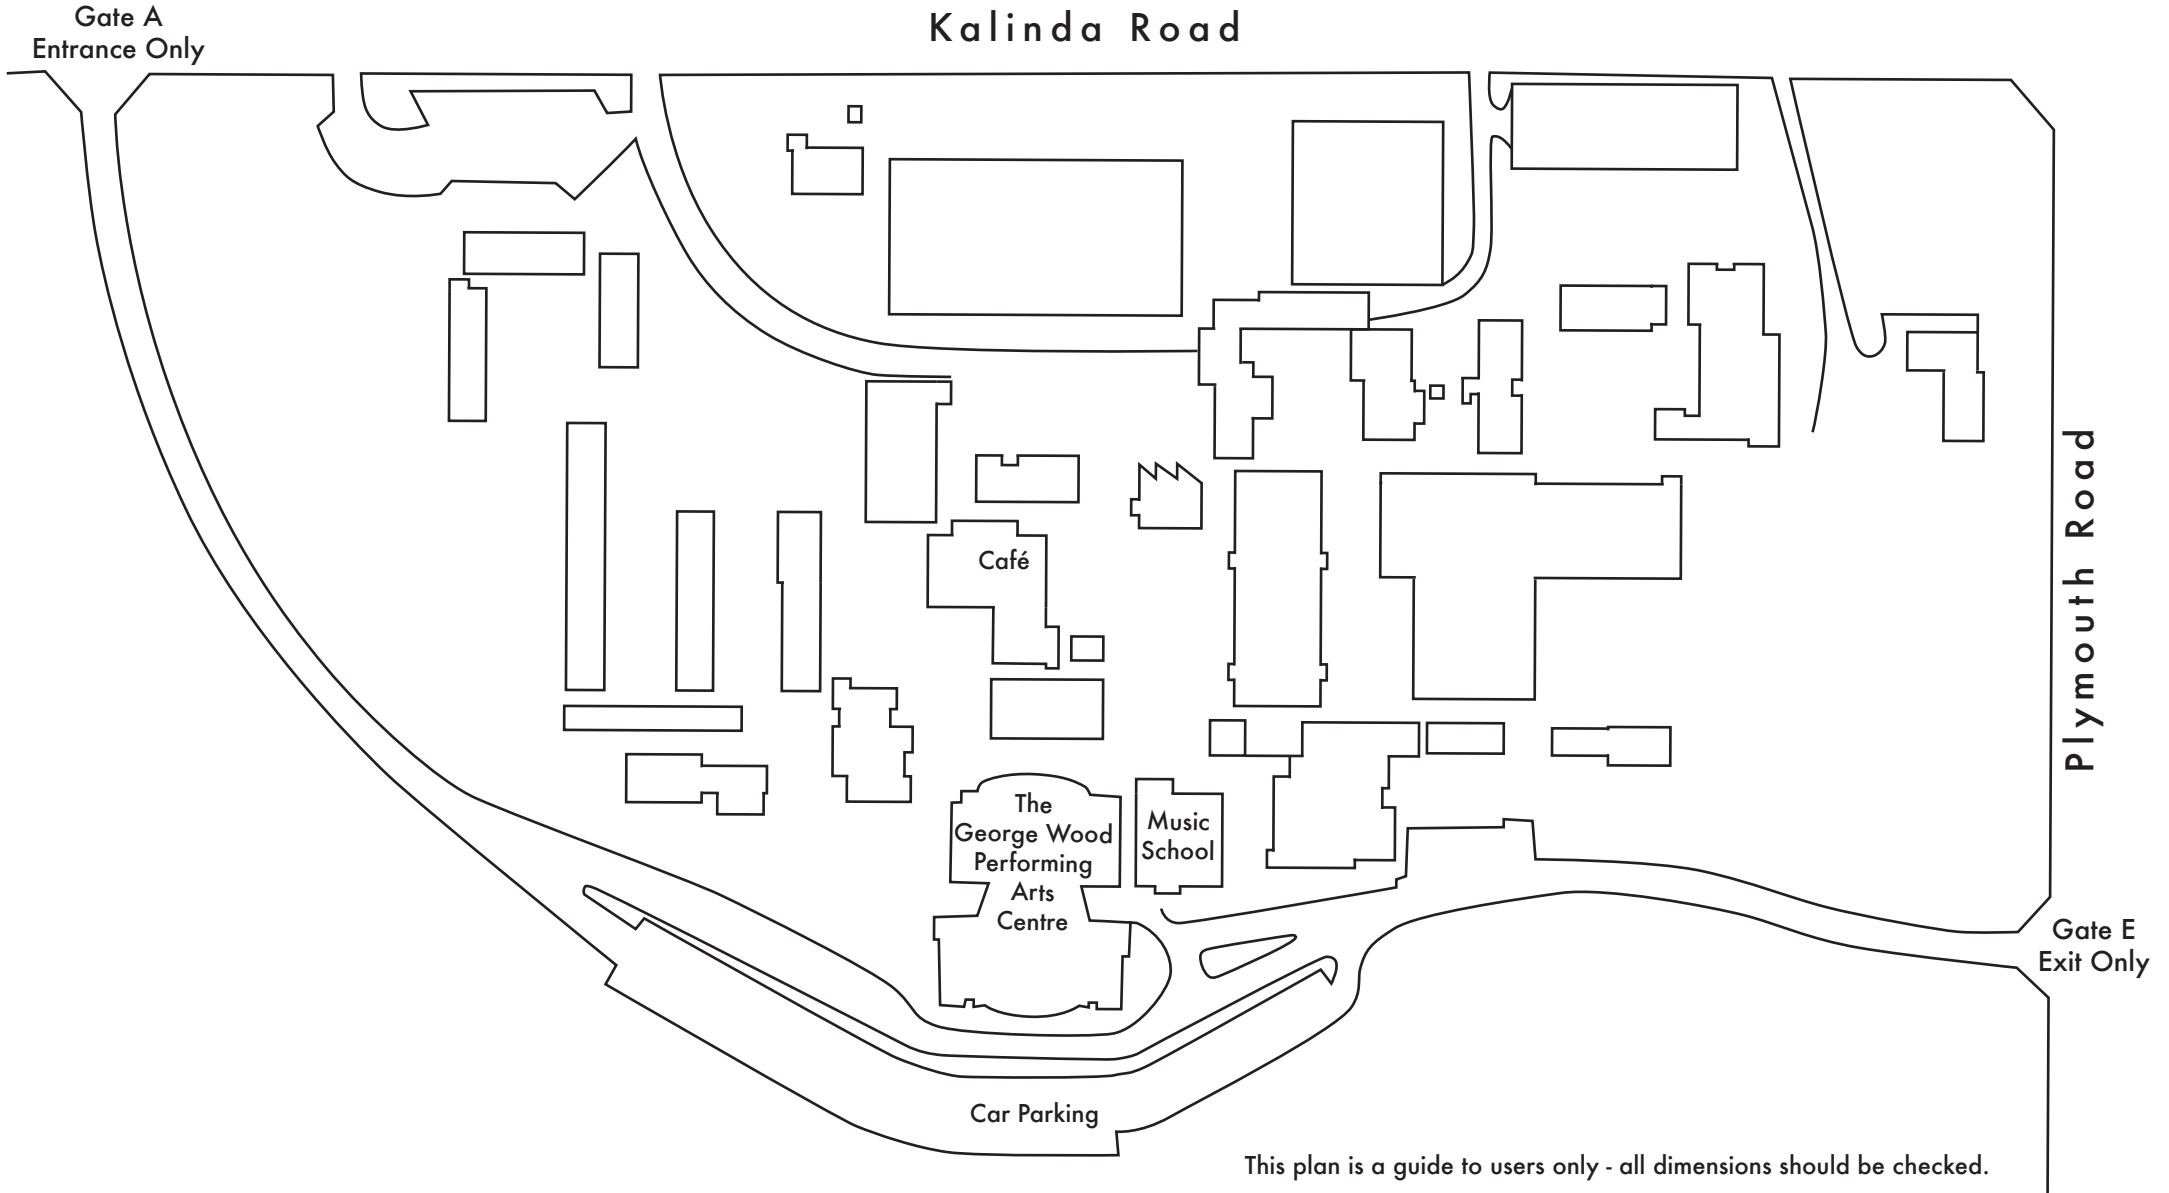 Gate A
Entrance Only
Kalinda Road
Café
Plymouth Road
The
George Wood
Performing
Arts
Centre
Music
School
Gate E
Exit Only
Car Parking
This plan is a guide to users only - all dimensions should be checked.